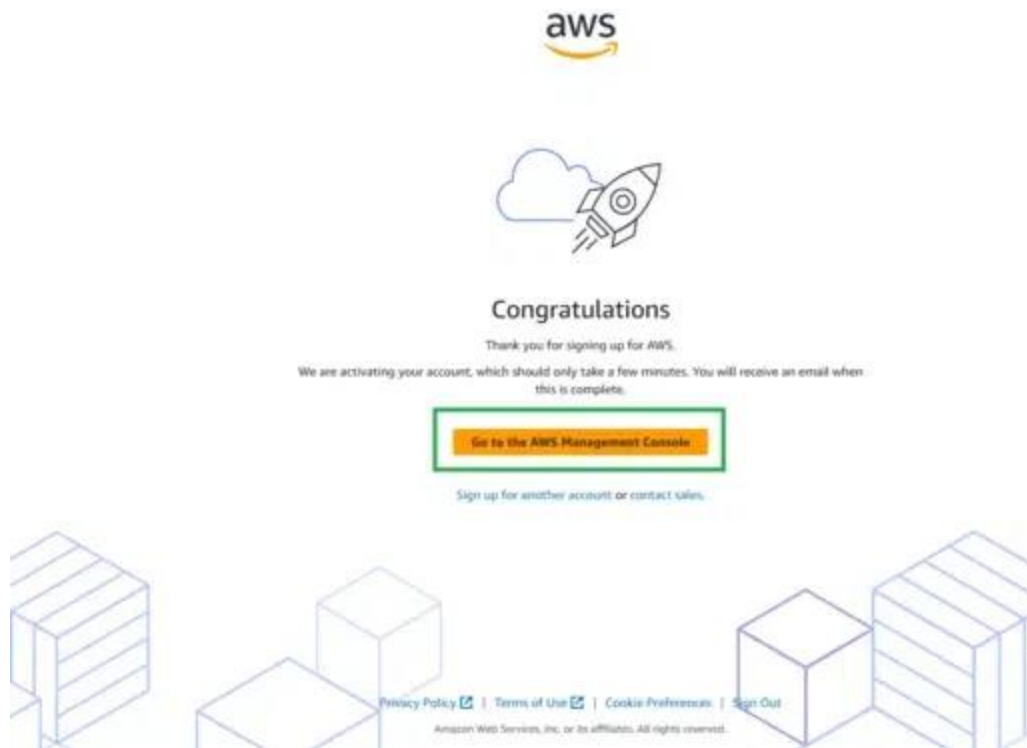 aws
Congratulations
Thank you for signing up for AWS.
We are activating your account, which should only take a few minutes. You will receive an email when
this is complete.
Go to the AWS Management Console
Sign up for another account or contact sales.
Privacy Policy | Terms of Use | Cookie Preferences | Sign Out
Amazon Web Services, Inc. or its affiliates. All rights reserved.